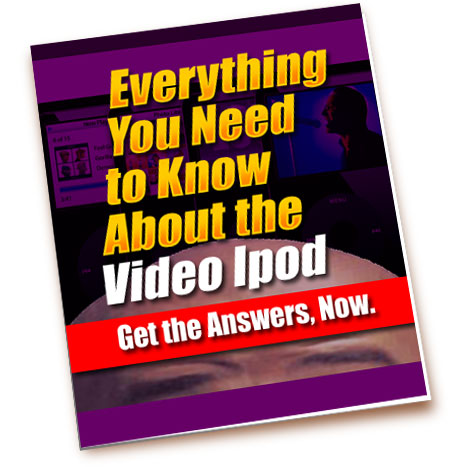 Everything
You Need
to Know
About the
Video Ipod
Get the Answers, Now.